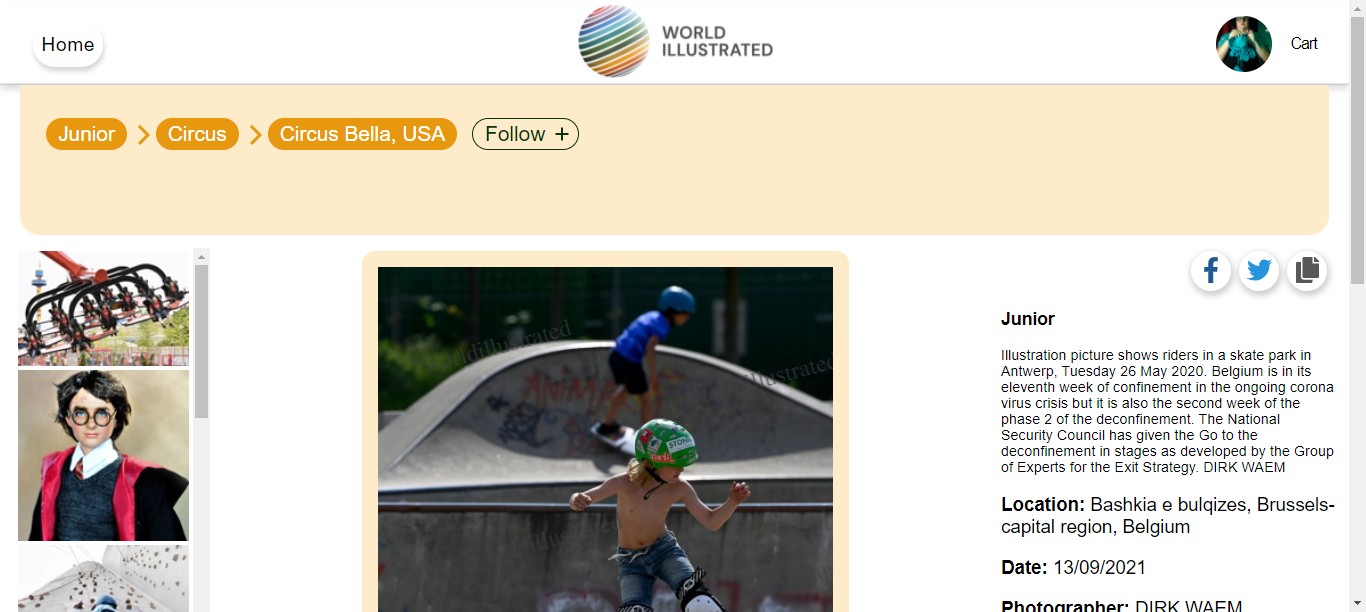 Home
WORLD
ILLUSTRATED
Cart
Junior
Circus
Circus Bella, USA
Follow +
Junior
Illustration picture shows riders in a skate park in
Antwerp, Tuesday 26 May 2020. Belgium is in its
eleventh week of confinement in the ongoing corona
virus crisis but it is also the second week of the
phase 2 of the deconfinement. The National
Security Council has given the Go to the
deconfinement in stages as developed by the Group
of Experts for the Exit Strategy. DIRK WAEM
Location: Bashkia e bulqizes, Brussels-
capital region, Belgium
Date: 13/09/2021
Photographer: DIRK WAEM